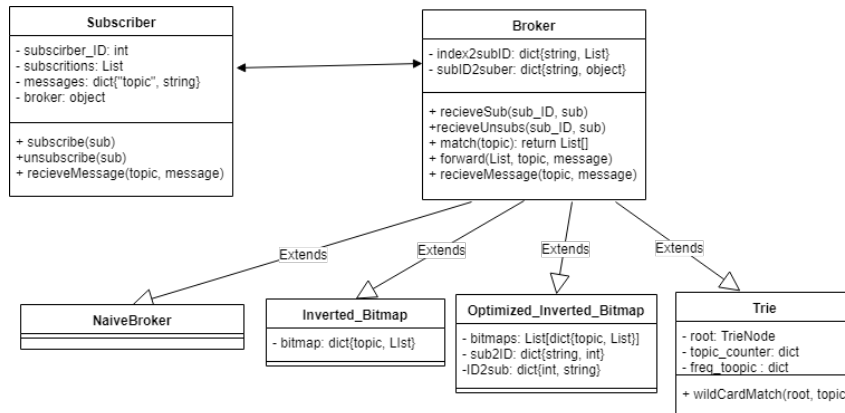 Subscriber
- subscirber_ID: int
- subscritions: List
- messages: dict{"topic", string}
- broker: object
+ subscribe(sub)
+unsubscribe(sub)
+ recieveMessage(topic, message)
Broker
- index2subID: dict{string, List}
- subID2suber: dict{string, object}
+ recieveSub(sub_ID, sub)
+recieveUnsubs(sub_ID, sub)
+ match(topic): return List[]
+ forward(List, topic, message)
+ recieveMessage(topic, message)
Extends
Extends
Extends
Extends
NaiveBroker
Inverted_Bitmap
- bitmap: dict{topic, LIst}
Optimized_Inverted_Bitmap
- bitmaps: List[dict{topic, List}]
- sub2ID: dict{string, int}
-ID2sub: dict{int, string}
Trie
- root: TrieNode
- topic_counter: dict
- freq_toopic : dict
+ wildCardMatch(root, topic